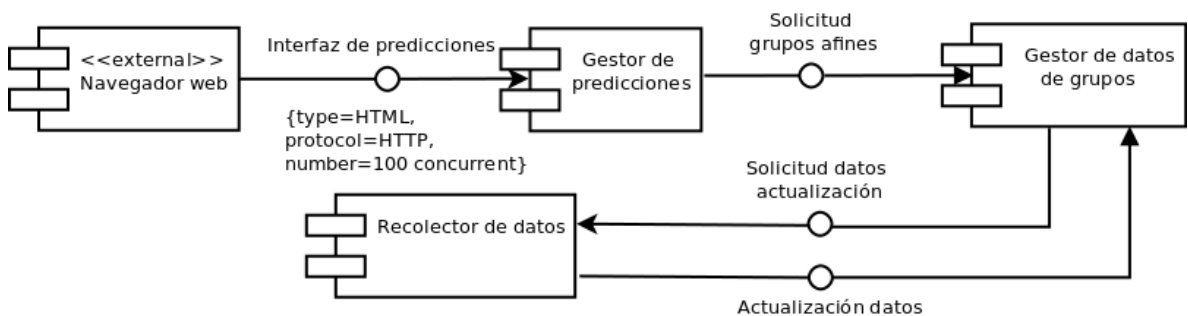 <<external>>
Navegador web
Interfaz de predicciones
{type=HTML,
protocol=HTTP,
number=100 concurrent}
Gestor de
predicciones
Solicitud
grupos afines
Gestor de datos
de grupos
Solicitud datos
actualización
Recolector de datos
Actualización datos